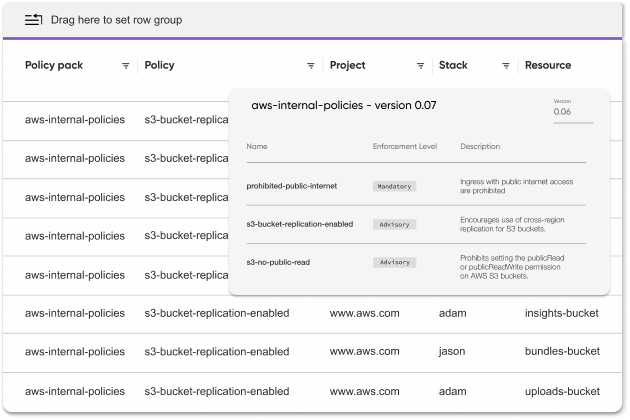 Drag here to set row group
Policy pack Policy Project Stack Resource
aws-internal-policies s3-bucket-replica
aws-internal-policies s3-bucket-replica
aws-internal-policies s3-bucket-replica
aws-internal-policies s3-bucket-replica
aws-internal-policies s3-bucket-replica
aws-internal-policies - version 0.07
Version
0.06
Name Enforcement Level Description
prohibited-public-internet Mandatory Ingress with public internet access
are prohibited
s3-bucket-replication-enabled Advisory Encourages use of cross-region
replication for S3 buckets.
s3-no-public-read Advisory Prohibits setting the publicRead
or publicReadWrite permission
on AWS S3 buckets.
aws-internal-policies s3-bucket-replication-enabled www.aws.com adam insights-bucket
aws-internal-policies s3-bucket-replication-enabled www.aws.com jason bundles-bucket
aws-internal-policies s3-bucket-replication-enabled www.aws.com adam uploads-bucket